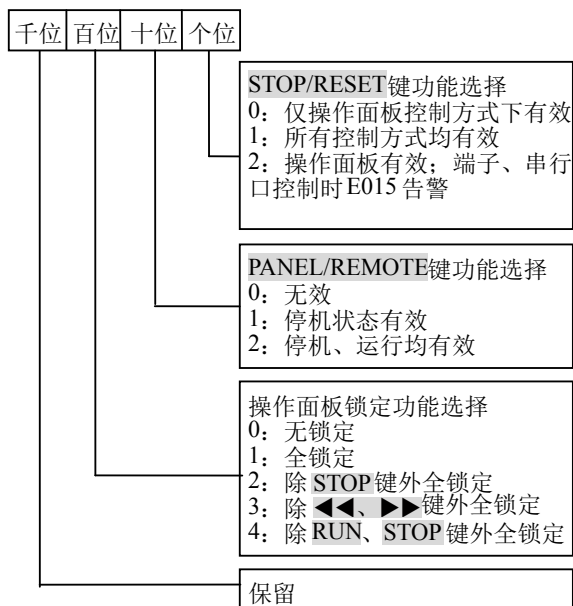 千位 百位 十位 个位
STOP/RESET键功能选择
0：仅操作面板控制方式下有效
1：所有控制方式均有效
2：操作面板有效；端子、串行
口控制时E015告警
PANEL/REMOTE键功能选择
0：无效
1：停机状态有效
2：停机、运行均有效
操作面板锁定功能选择
0：无锁定
1：全锁定
2：除 STOP键外全锁定
3：除 ◀◀、▶▶键外全锁定
4：除 RUN、STOP键外全锁定
保留